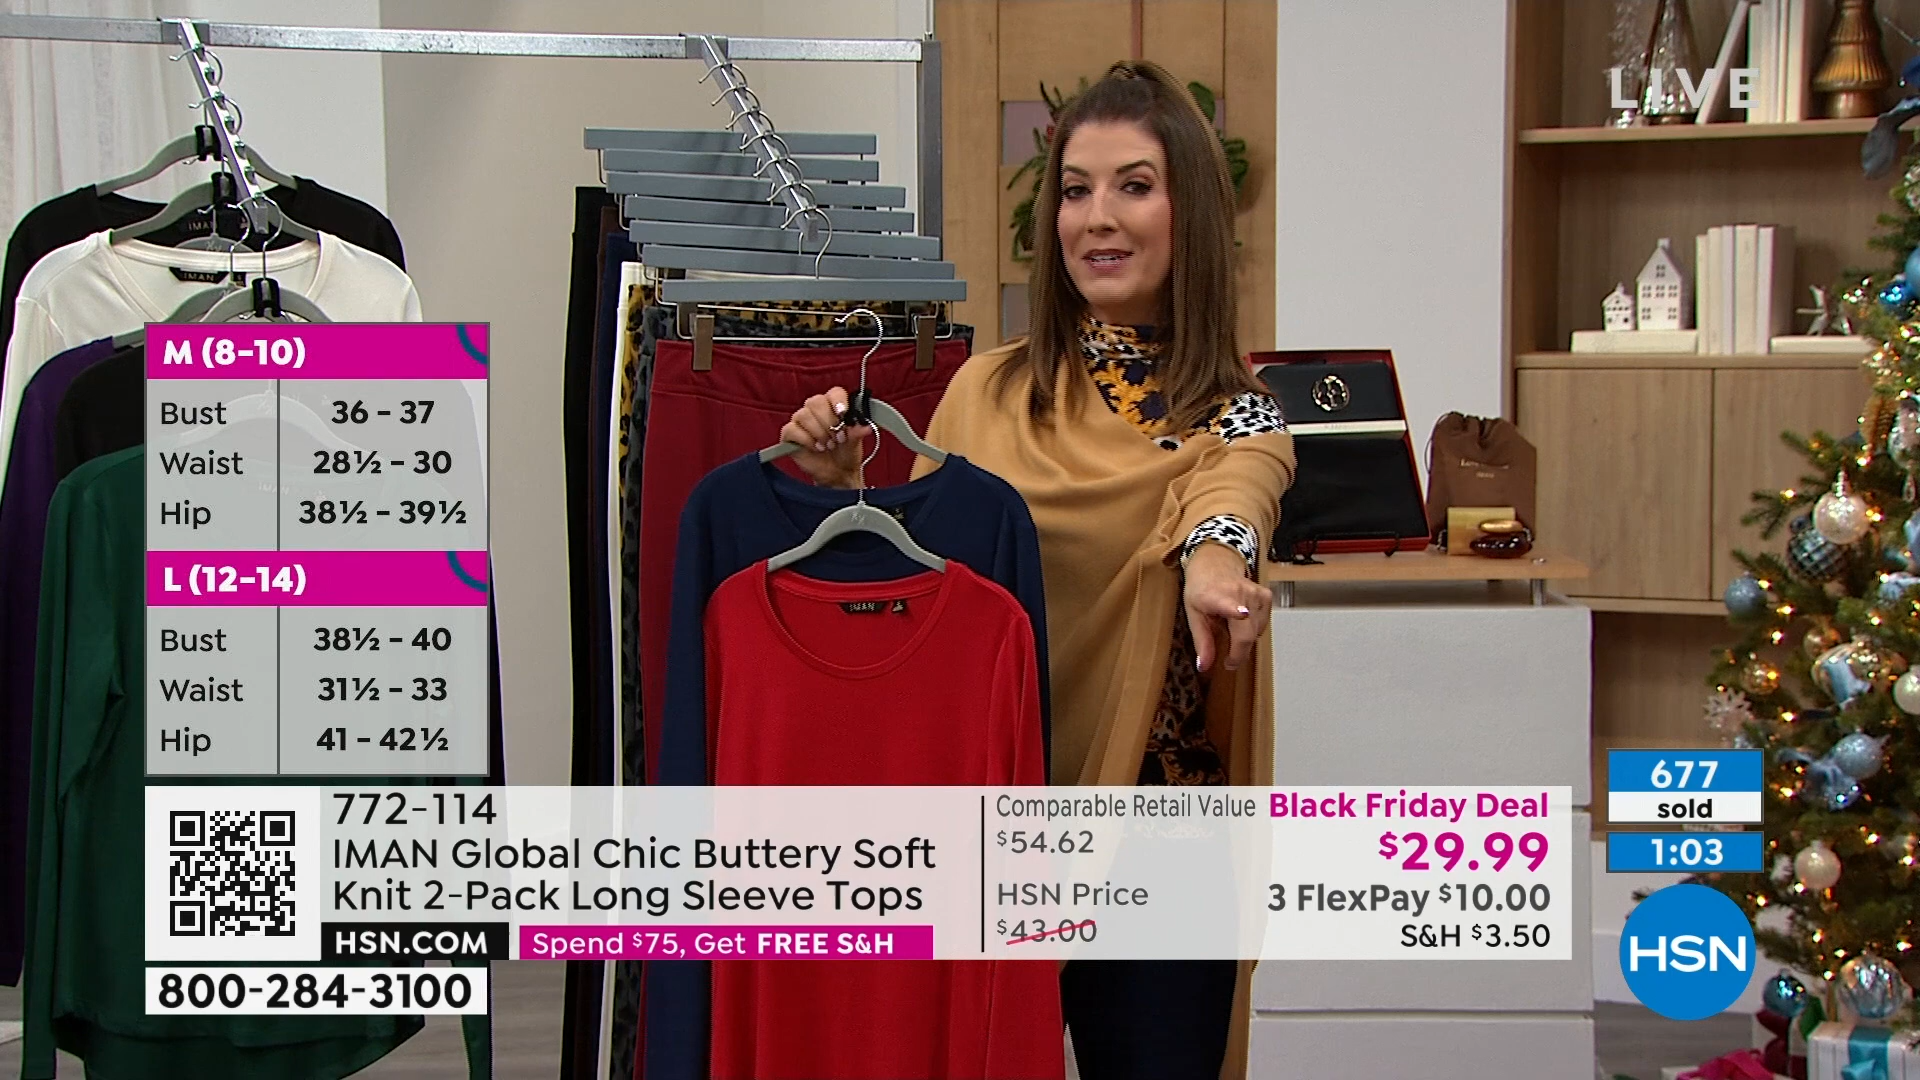 LIVE
IMAN
IMAN
M (8-10)
Bust 36 - 37
Waist 28½ - 30
Hip 38½ - 39½
L (12-14)
Bust 38½ - 40
Waist 31½ - 33
Hip 41 - 42½
IMAN
772-114
IMAN Global Chic Buttery Soft
Knit 2-Pack Long Sleeve Tops
HSN.COM
Spend $75, Get FREE S&H
800-284-3100
Comparable Retail Value
$54.62
HSN Price
$43.00
Black Friday Deal
$29.99
3 FlexPay $10.00
S&H $3.50
677
sold
1:03
HSN